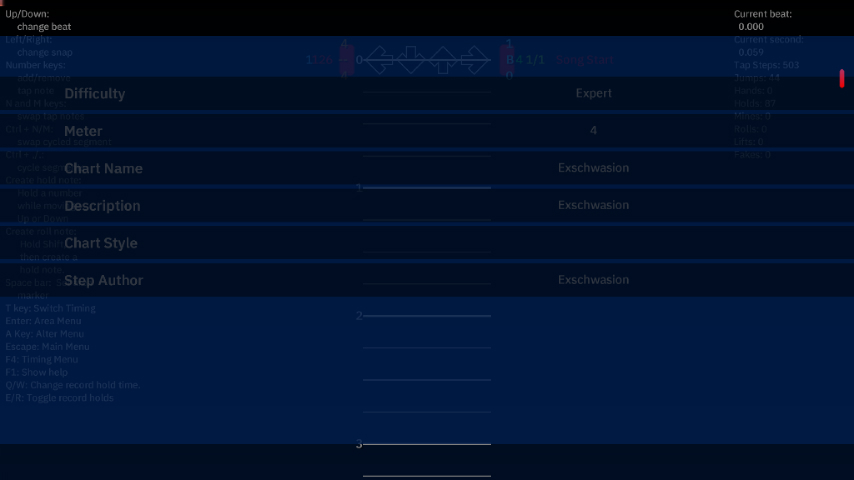 Up/Down:
change beat
Left/Right:
change snap
Number keys:
add/remove
tap note
N and M keys:
swap tap notes
Ctrl + N/M:
swap cycled segment
cycle segment
Create hold note:
Hold a number
while moving
Up or Down
Create roll note:
Hold Shift
then create a
hold note
Space bar: Set
marker
T key: Switch Timing
Enter: Area Menu
A Key: Alter Menu
Escape: Main Menu
F4: Timing Menu
F1: Show help
Q/W: Change record hold time.
E/R: Toggle record holds
0
4 1/1
Song Start
1
2
3
Difficulty Expert
Meter 4
Chart Name Exschwasion
Description Exschwasion
Chart Style
Step Author Exschwasion
Current beat:
0.000
Current second:
0.059
Tap Steps: 503
Jumps: 44
Hands: 0
Holds: 87
Mines: 0
Rolls: 0
Lifts: 0
Fakes: 0